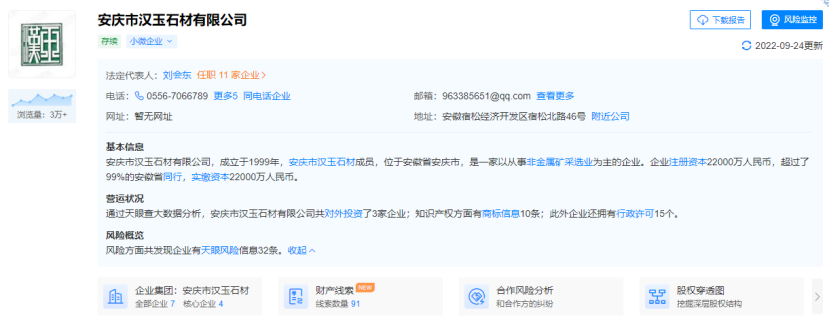 安庆市汉玉石材有限公司
下载报告
风险监控
存续 小微企业
2022-09-24更新
漢玉
浏览量：3万+
法定代表人：刘会东 任职 11 家企业>
电话：0556-7066789 更多5 同电话企业
邮箱：963385651@qq.com 查看更多
网址：暂无网址
地址：安徽宿松经济开发区宿松北路46号 附近公司
基本信息
安庆市汉玉石材有限公司，成立于1999年，安庆市汉玉石材成员，位于安徽省安庆市，是一家以从事非金属矿采选业为主的企业。企业注册资本22000万人民币，超过了
99%的安徽省同行，实缴资本22000万人民币。
营运状况
通过天眼查大数据分析，安庆市汉玉石材有限公司共对外投资了3家企业；知识产权方面有商标信息10条；此外企业还拥有行政许可15个。
风险概览
风险方面共发现企业有天眼风险信息32条。收起
企业集团：安庆市汉玉石材
全部企业 7 核心企业 4
财产线索 NEW
线索数量 91
合作风险分析
和合作方的纠纷
股权穿透图
挖掘深层股权结构